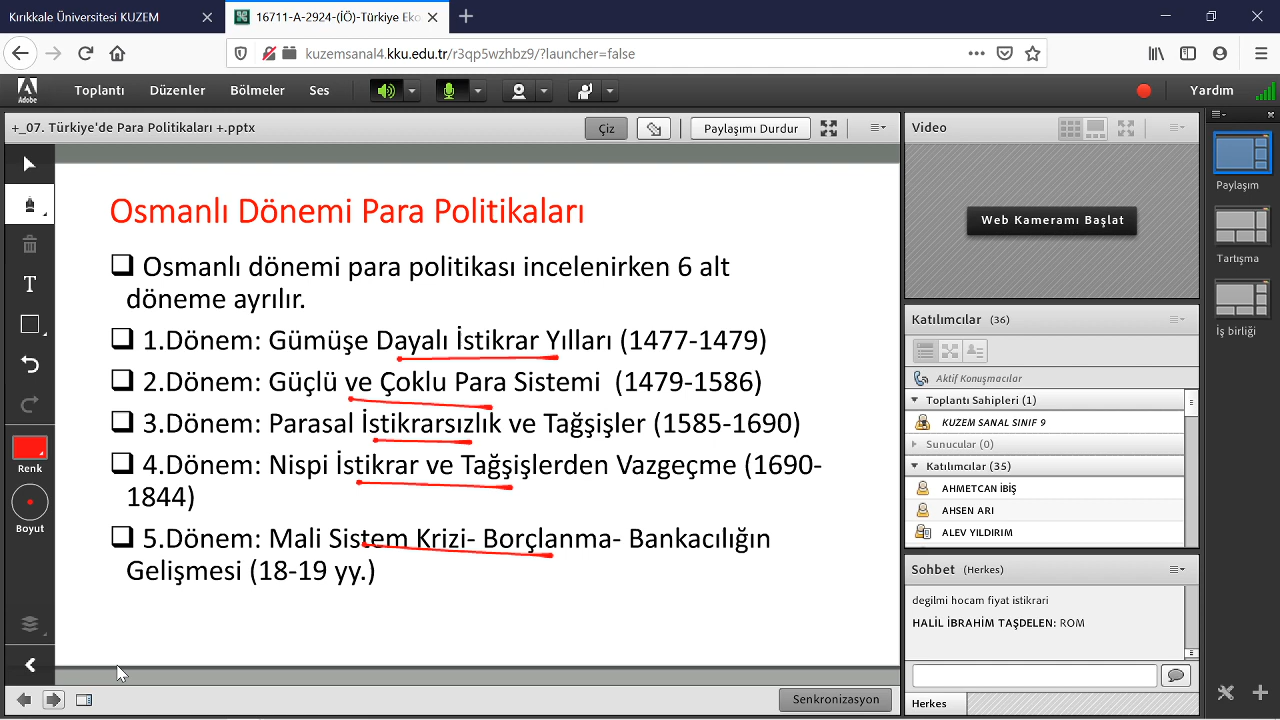 Kırıkkale Üniversitesi KUZEM
16711-A-2924-(İÖ)-Türkiye Eko
kuzemsanal4.kku.edu.tr/r3qp5wzhbz9/?launcher=false
Adobe
Toplantı Düzenler Bölmeler Ses Yardım
+_07. Türkiye'de Para Politikaları +.pptx
Çiz
Paylaşımı Durdur
Osmanlı Dönemi Para Politikaları
Osmanlı dönemi para politikası incelenirken 6 alt
döneme ayrılır.
1.Dönem: Gümüşe Dayalı İstikrar Yılları (1477-1479)
2.Dönem: Güçlü ve Çoklu Para Sistemi (1479-1586)
3.Dönem: Parasal İstikrarsızlık ve Tağşişler (1585-1690)
4.Dönem: Nispi İstikrar ve Tağşişlerden Vazgeçme (1690-
1844)
5.Dönem: Mali Sistem Krizi- Borçlanma- Bankacılığın
Gelişmesi (18-19 yy.)
T
Renk
Boyut
Senkronizasyon
Video
Web Kameramı Başlat
Katılımcılar (36)
Aktif Konuşmacılar
Toplantı Sahipleri (1)
KUZEM SANAL SINIF 9
Sunucular (0)
Katılımcılar (35)
AHMETCAN İBİŞ
AHSEN ARI
ALEV YILDIRIM
Sohbet (Herkes)
degilmi hocam fiyat istikrari
HALİL İBRAHİM TAŞDELEN: ROM
Herkes
Paylaşım
Tartışma
İş birliği